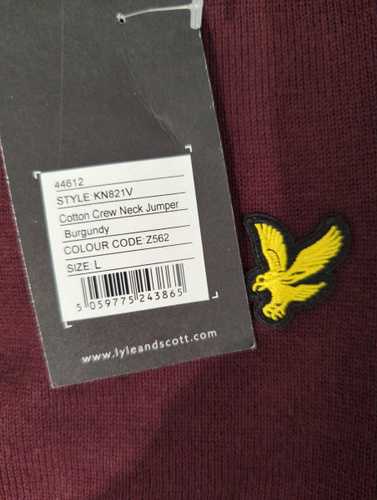 44612
STYLE KN821V
Cotton Crew Neck Jumper
Burgundy
COLOUR CODE Z562
SIZE: L
5 059775 243865
www.lyleandscott.com